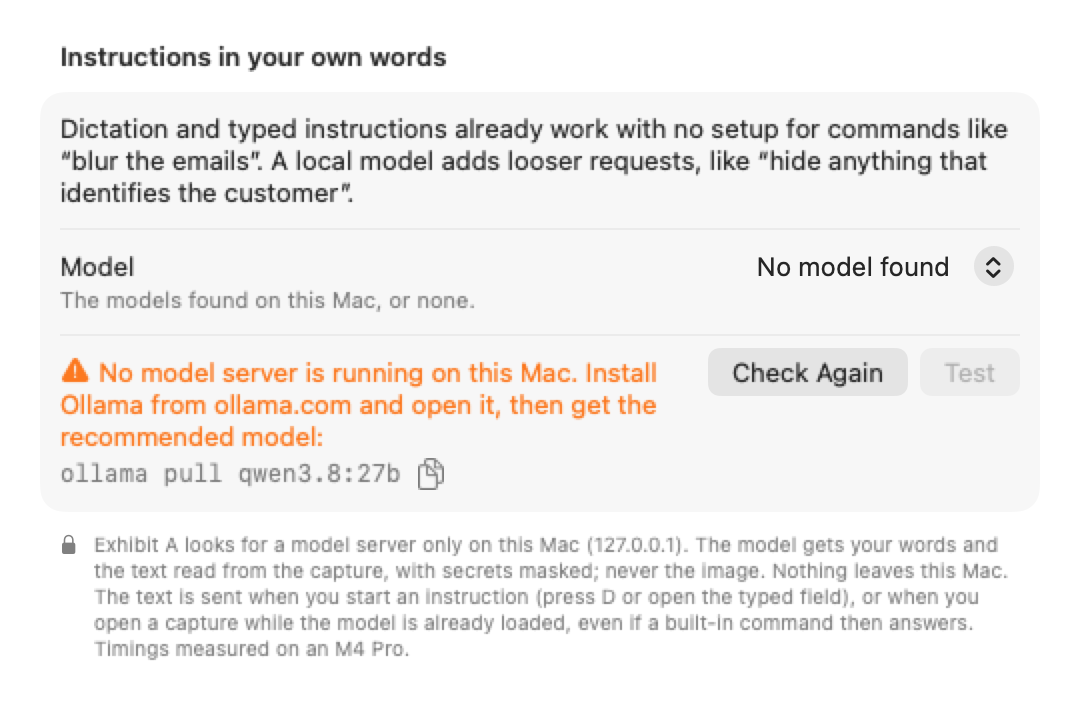 Instructions in your own words
Dictation and typed instructions already work with no setup for commands like
“blur the emails”. A local model adds looser requests, like “hide anything that
identifies the customer”.
Model
No model found
The models found on this Mac, or none.
No model server is running on this Mac. Install
Ollama from ollama.com and open it, then get the
recommended model:
ollama pull qwen3.8:27b
Check Again
Test
Exhibit A looks for a model server only on this Mac (127.0.0.1). The model gets your words and
the text read from the capture, with secrets masked; never the image. Nothing leaves this Mac.
The text is sent when you start an instruction (press D or open the typed field), or when you
open a capture while the model is already loaded, even if a built-in command then answers.
Timings measured on an M4 Pro.